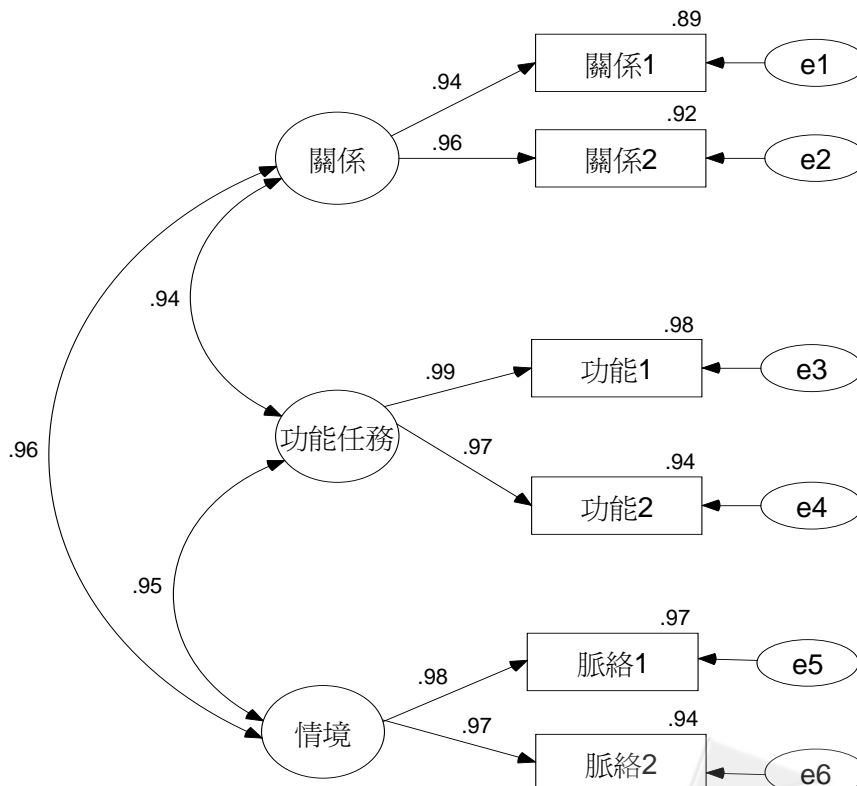 .89
關係1
e1
.94
.92
關係
.96
關係2
e2
.94
.98
功能1
e3
.99
功能任務
.96
.97
.94
功能2
e4
.95
.97
脈絡1
e5
.98
情境
.97
.94
脈絡2
e6